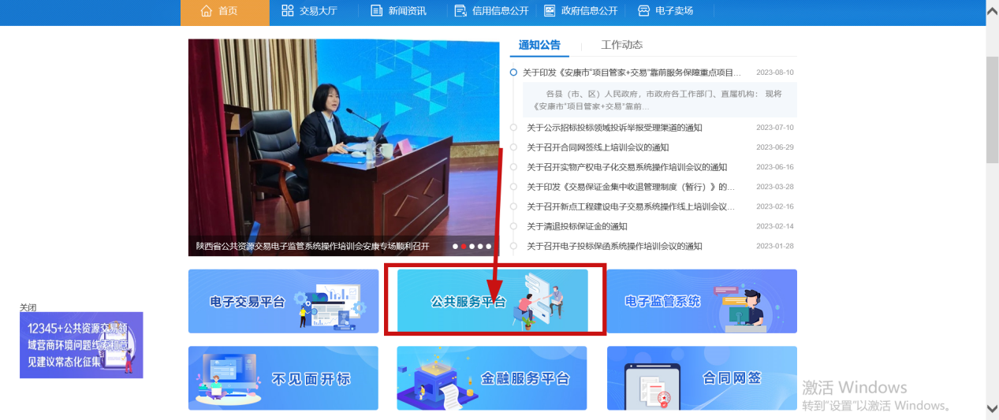 首页 交易大厅 新闻资讯 信用信息公开 政府信息公开 电子卖场
通知公告 工作动态
关于印发《安康市“项目管家+交易”靠前服务保障重点项目... 2023-08-10
各县（市、区）人民政府，市政府各工作部门、直属机构： 现将
《安康市“项目管家+交易”靠前...
关于公示招标投标领域投诉举报受理渠道的通知 2023-07-10
关于召开合同网签线上培训会议的通知 2023-06-29
关于召开实物产权电子化交易系统操作培训会议的通知 2023-06-16
关于印发《交易保证金集中收退管理制度（暂行）》的... 2023-03-28
关于召开新点工程建设电子交易系统操作线上培训会议... 2023-02-16
关于清退投标保证金的通知 2023-02-14
关于召开电子投标保函系统操作培训会议的通知 2023-01-28
陕西省公共资源交易电子监管系统操作培训会安康专场顺利召开
电子交易平台 公共服务平台 电子监管系统
关闭
12345+公共资源交易领
域营商环境问题线索和意
见建议常态化征集
不见面开标 金融服务平台 合同网签
激活 Windows
转到“设置”以激活 Windows。